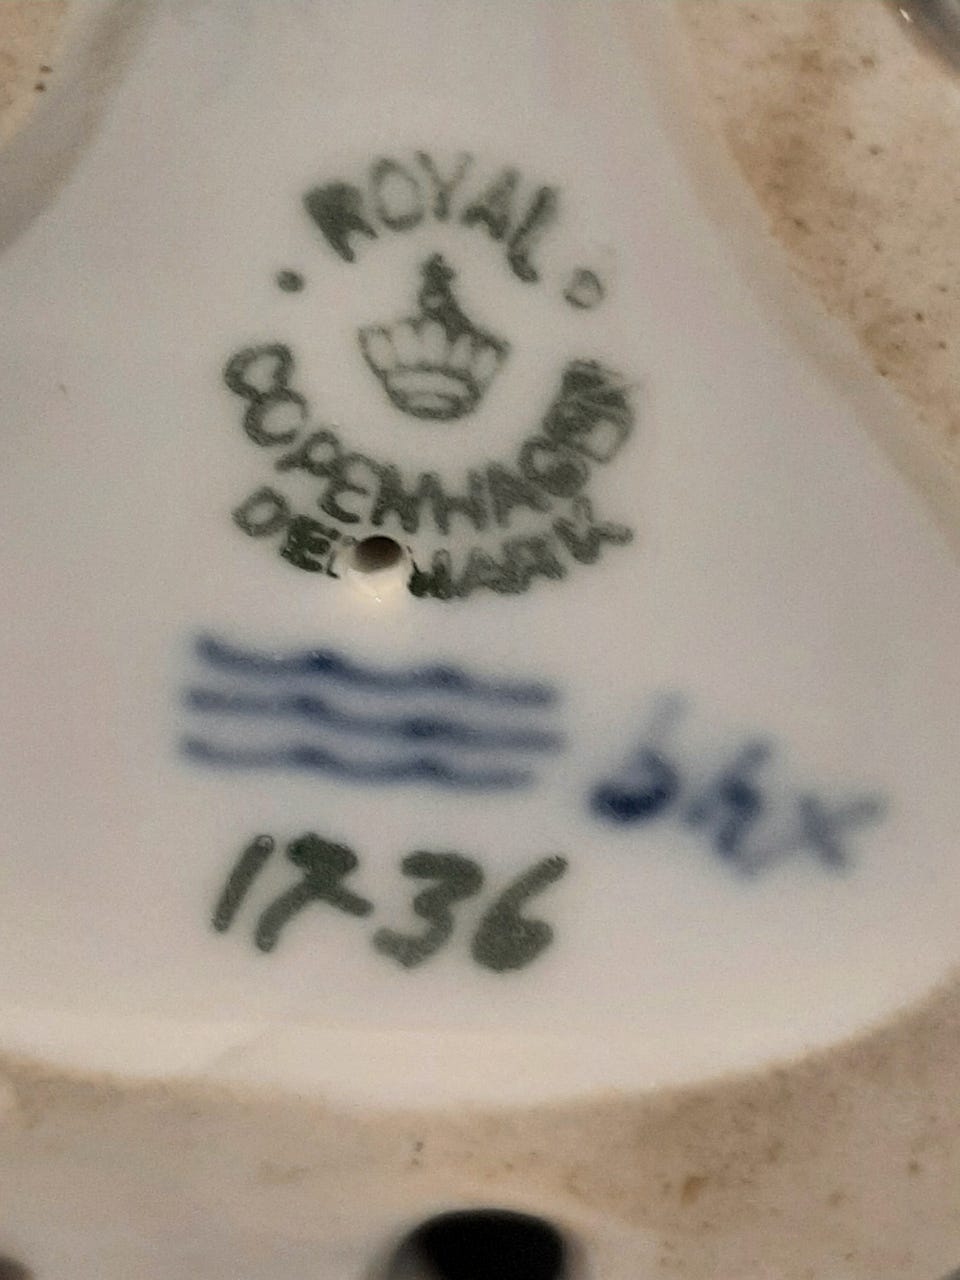 ROYAL
COPENHAGEN
DENMARK
1736